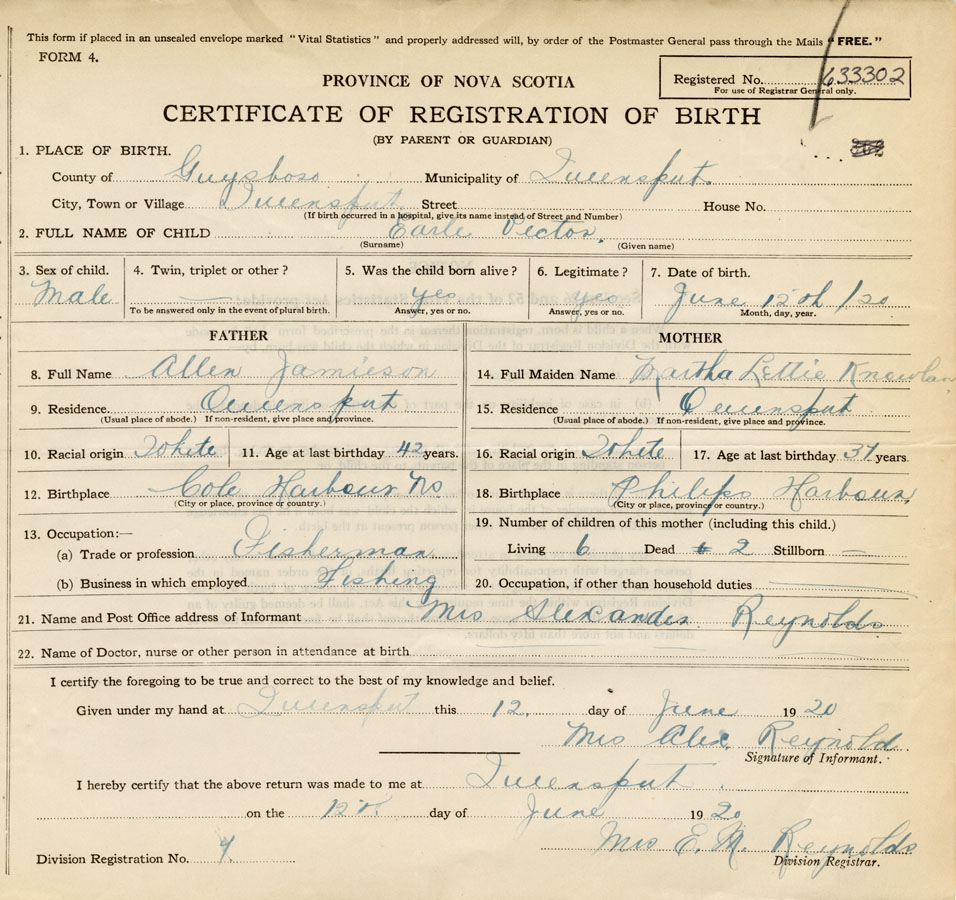 This form if placed in an unsealed envelope marked "Vital Statistics" and properly addressed will, by order of the Postmaster General pass through the Mails "FREE."
FORM 4.
PROVINCE OF NOVA SCOTIA
Registered No. 633302
For use of Registrar General only.
CERTIFICATE OF REGISTRATION OF BIRTH
(BY PARENT OR GUARDIAN)
1. PLACE OF BIRTH.
County of Guysboro Municipality of Queensport.
City, Town or Village Queensport Street House No.
(If birth occurred in a hospital, give its name instead of Street and Number)
2. FULL NAME OF CHILD Earle Vector.
(Surname) (Given name)
3. Sex of child. 4. Twin, triplet or other? 5. Was the child born alive? 6. Legitimate? 7. Date of birth.
Male — yes yes June 12th /20
To be answered only in the event of plural birth. Answer, yes or no. Answer, yes or no. Month, day, year.
FATHER MOTHER
8. Full Name Allen Jamieson 14. Full Maiden Name Martha Lettie Knowlan
9. Residence. Queensport 15. Residence Queensport
(Usual place of abode.) If non-resident, give place and province. (Usual place of abode.) If non-resident, give place and province.
10. Racial origin White 11. Age at last birthday 42 years. 16. Racial origin White 17. Age at last birthday 37 years.
12. Birthplace Cole Harbour NS 18. Birthplace Philips Harbour,
(City or place, province or country.) (City or place, province or country.)
13. Occupation:— 19. Number of children of this mother (including this child.)
(a) Trade or profession Fisherman Living 6 Dead 2 Stillborn —
(b) Business in which employed Fishing 20. Occupation, if other than household duties
21. Name and Post Office address of Informant Mrs Alexander Reynolds
22. Name of Doctor, nurse or other person in attendance at birth
I certify the foregoing to be true and correct to the best of my knowledge and belief.
Given under my hand at Queensport this 12. day of June 1920
Mrs Alex. Reynolds
Signature of Informant.
I hereby certify that the above return was made to me at Queensport.
on the 12. day of June 1920
Mrs E. M. Reynolds
Division Registration No. 9. Division Registrar.